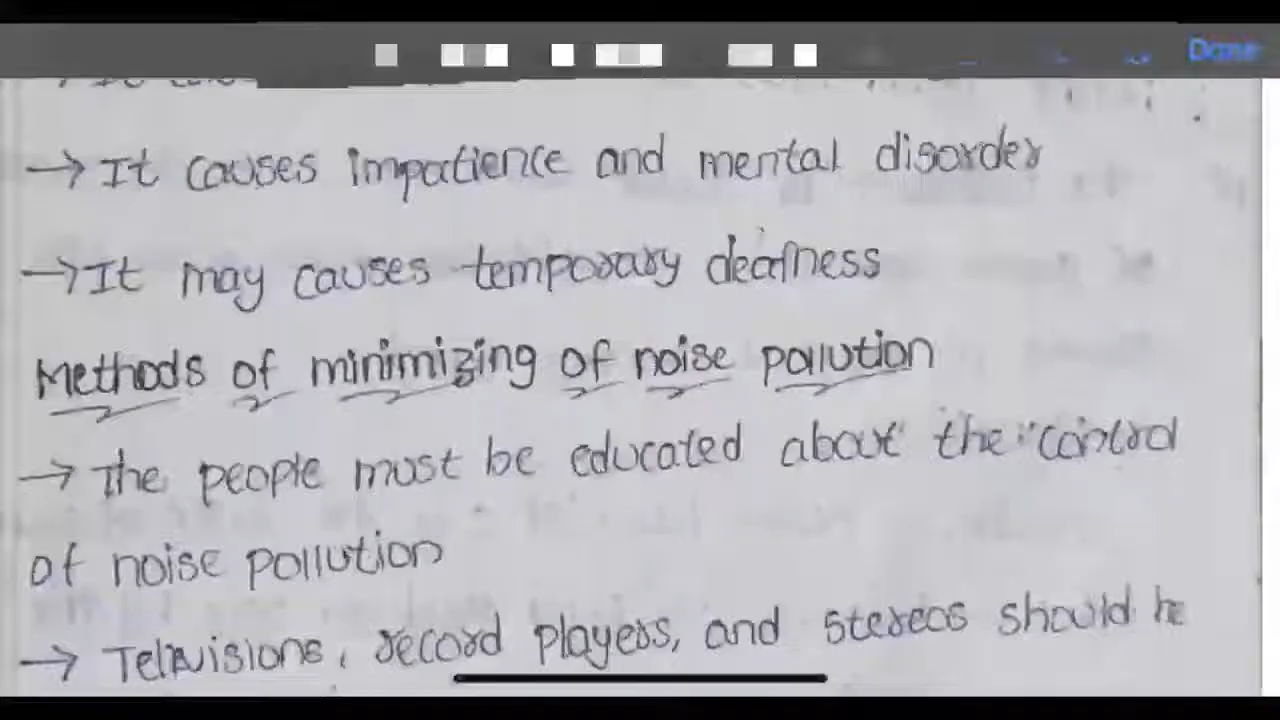 Done
→ It causes impatience and mental disorder
→ It may causes temporary deafness
Methods of minimizing of noise pollution
→ The people must be educated about the control
of noise pollution
→ Televisions, record players, and stereos should be